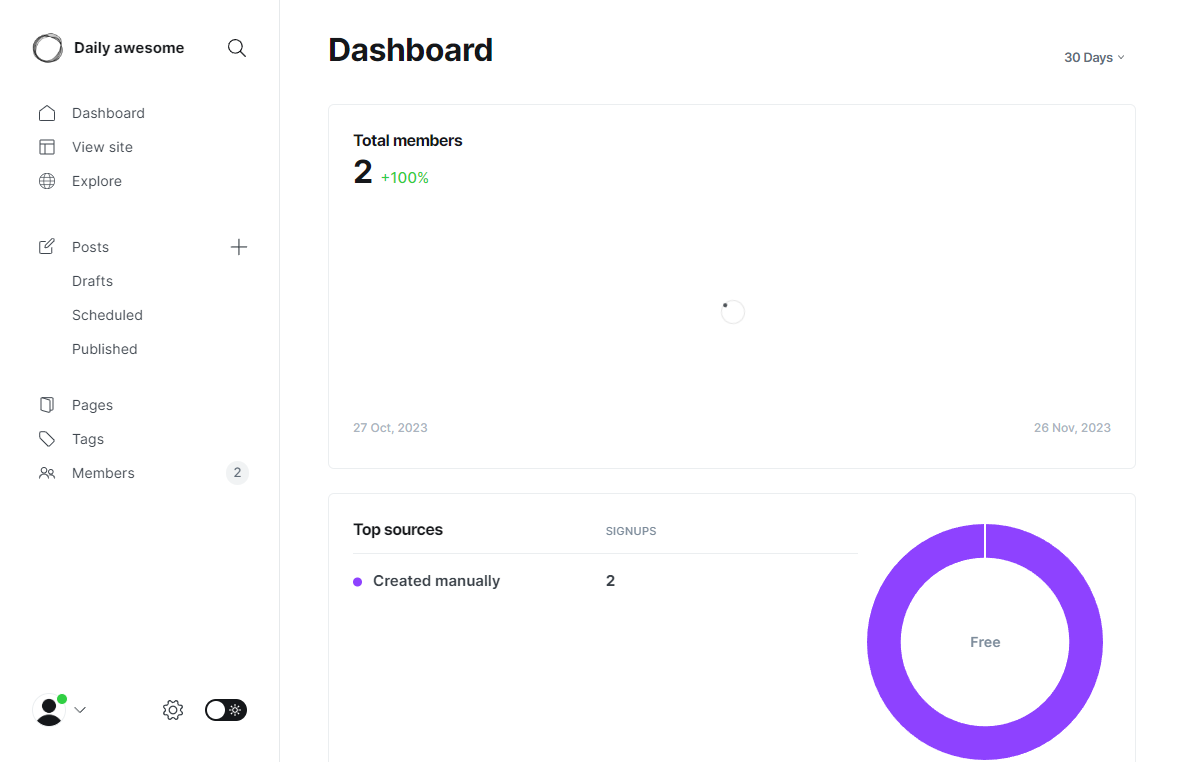 Daily awesome
Dashboard
View site
Explore
Posts
Drafts
Scheduled
Published
Pages
Tags
Members 2
Dashboard
30 Days
Total members
2 +100%
27 Oct, 2023 26 Nov, 2023
Top sources SIGNUPS
Created manually 2
Free